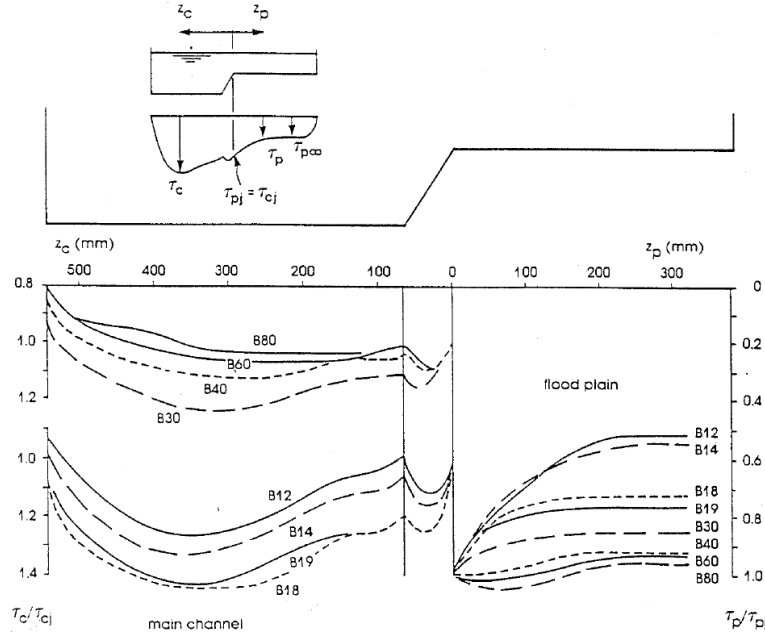 z_c z_p
τ_c
τ_p τ_p∞
τ_pj = τ_cj
z_c (mm) z_p (mm)
500 400 300 200 100 0 100 200 300
0.8
1.0
1.2
1.0
1.2
1.4
B80
B60
B40
B30
B12
B14
B19
B18
flood plain
0
0.2
0.4
0.6
0.8
1.0
B12
B14
B18
B19
B30
B40
B60
B80
τ_c/τ_cj
main channel